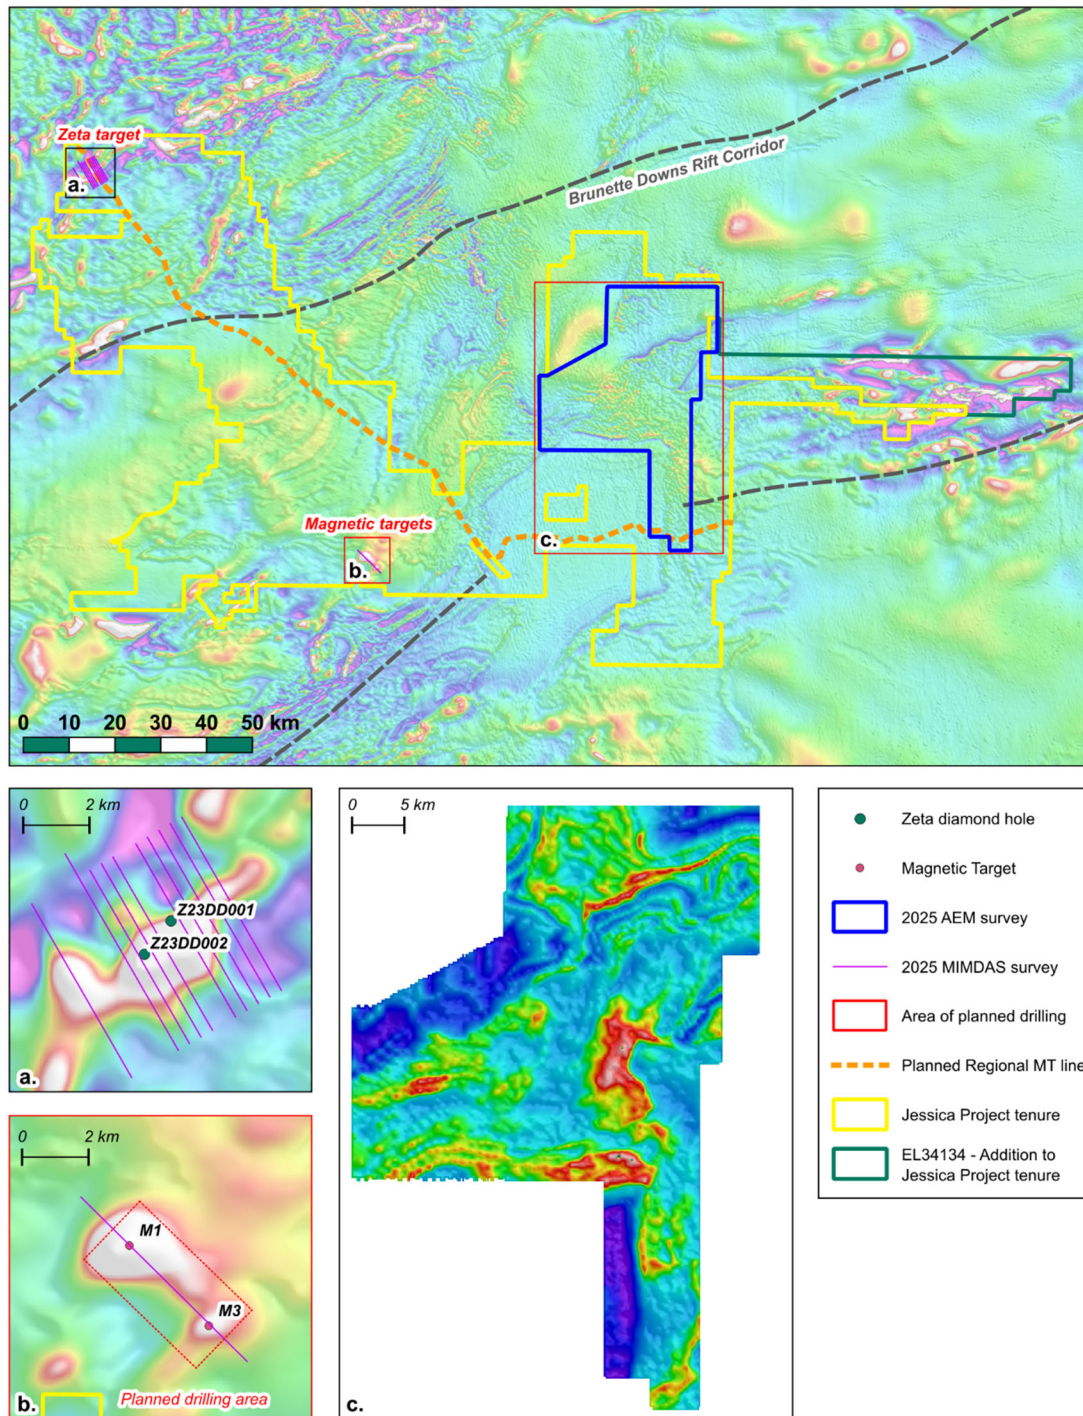 Zeta target
a.
Brunette Downs Rift Corridor
Magnetic targets
b.
c.
0 10 20 30 40 50 km
0 2 km
Z23DD001
Z23DD002
a.
0 2 km
M1
M3
b.
Planned drilling area
0 5 km
c.
Zeta diamond hole
Magnetic Target
2025 AEM survey
2025 MIMDAS survey
Area of planned drilling
Planned Regional MT line
Jessica Project tenure
EL34134 - Addition to
Jessica Project tenure